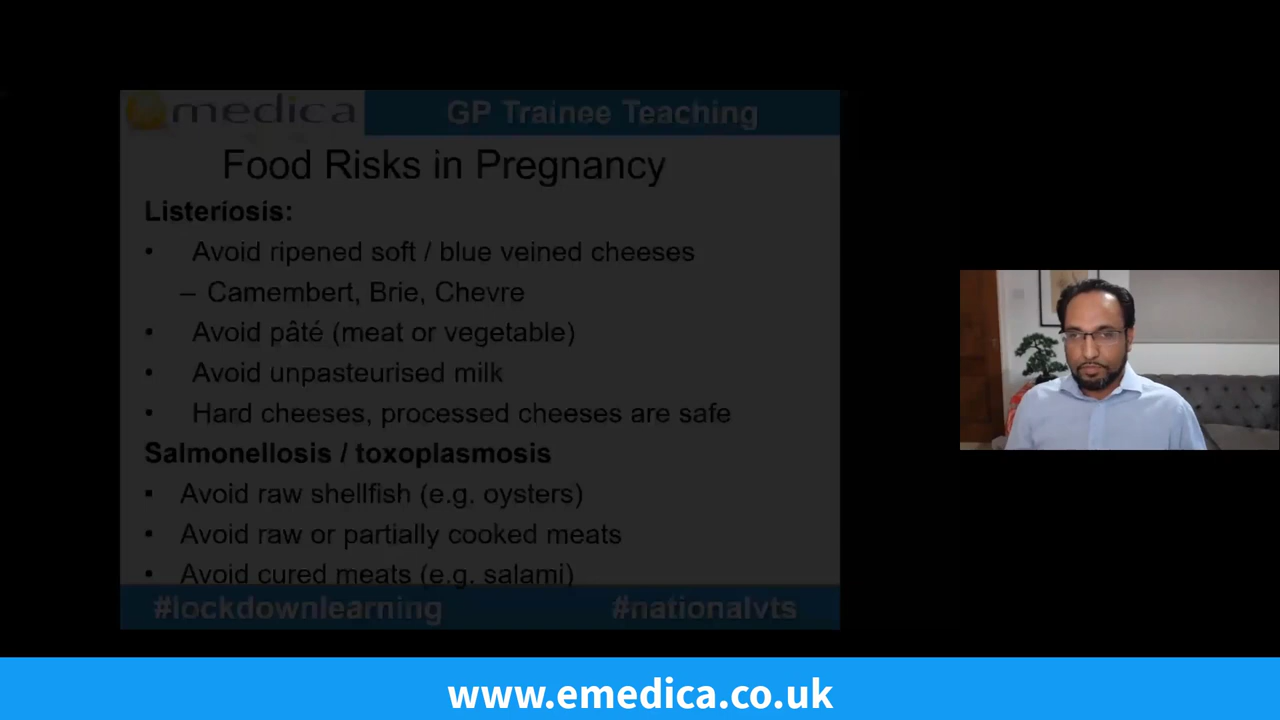 medica
GP Trainee Teaching
Food Risks in Pregnancy
Listeriosis:
• Avoid ripened soft / blue veined cheeses
– Camembert, Brie, Chevre
• Avoid pâté (meat or vegetable)
• Avoid unpasteurised milk
• Hard cheeses, processed cheeses are safe
Salmonellosis / toxoplasmosis
▪ Avoid raw shellfish (e.g. oysters)
• Avoid raw or partially cooked meats
• Avoid cured meats (e.g. salami)
#lockdownlearning
#nationalvts
www.emedica.co.uk